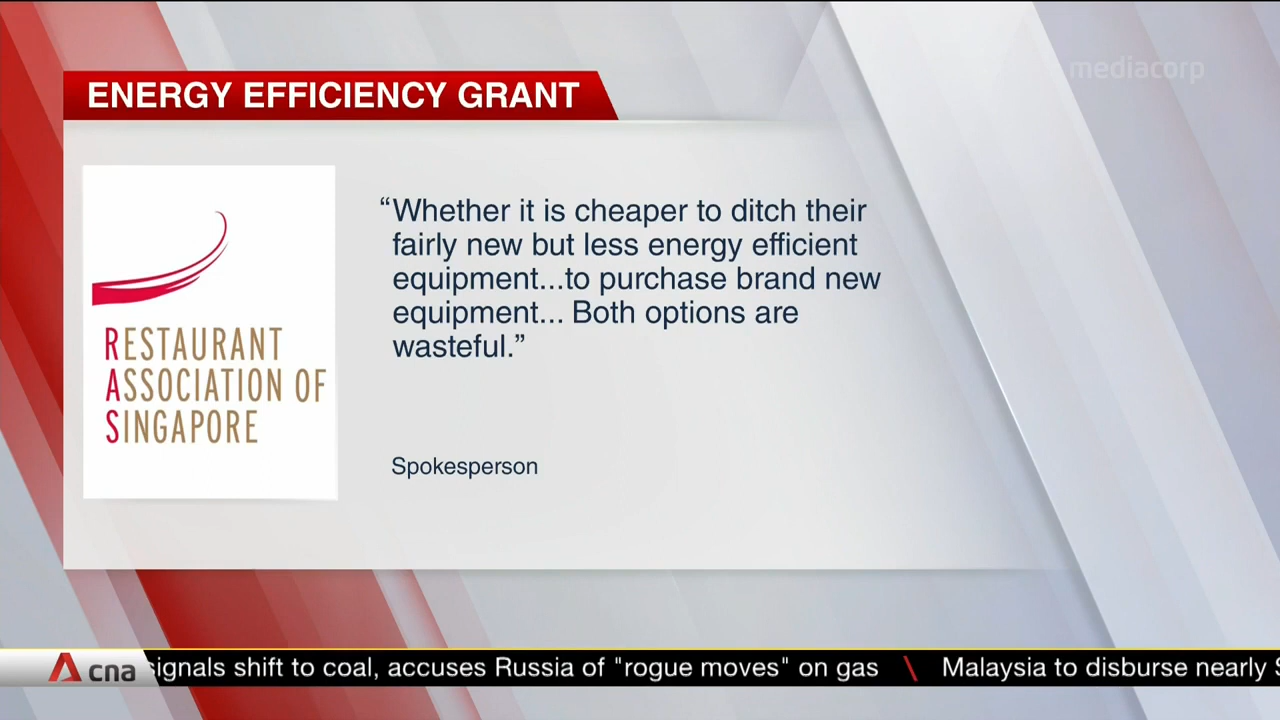 mediacorp
ENERGY EFFICIENCY GRANT
RESTAURANT
ASSOCIATION OF
SINGAPORE
“Whether it is cheaper to ditch their
fairly new but less energy efficient
equipment...to purchase brand new
equipment... Both options are
wasteful.”
Spokesperson
cna
signals shift to coal, accuses Russia of "rogue moves" on gas \ Malaysia to disburse nearly